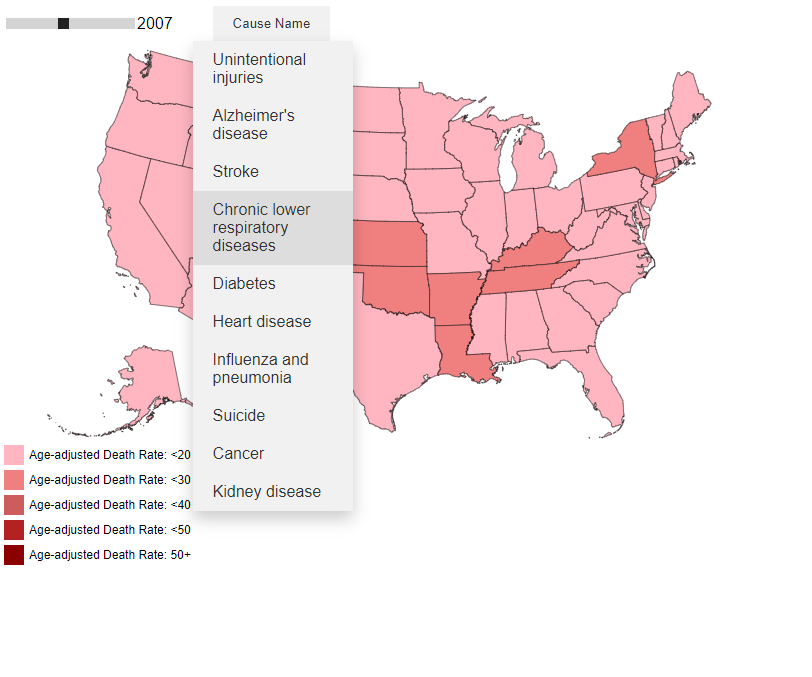 2007
Cause Name
Unintentional
injuries
Alzheimer's
disease
Stroke
Chronic lower
respiratory
diseases
Diabetes
Heart disease
Influenza and
pneumonia
Suicide
Cancer
Kidney disease
Age-adjusted Death Rate: <20
Age-adjusted Death Rate: <30
Age-adjusted Death Rate: <40
Age-adjusted Death Rate: <50
Age-adjusted Death Rate: 50+